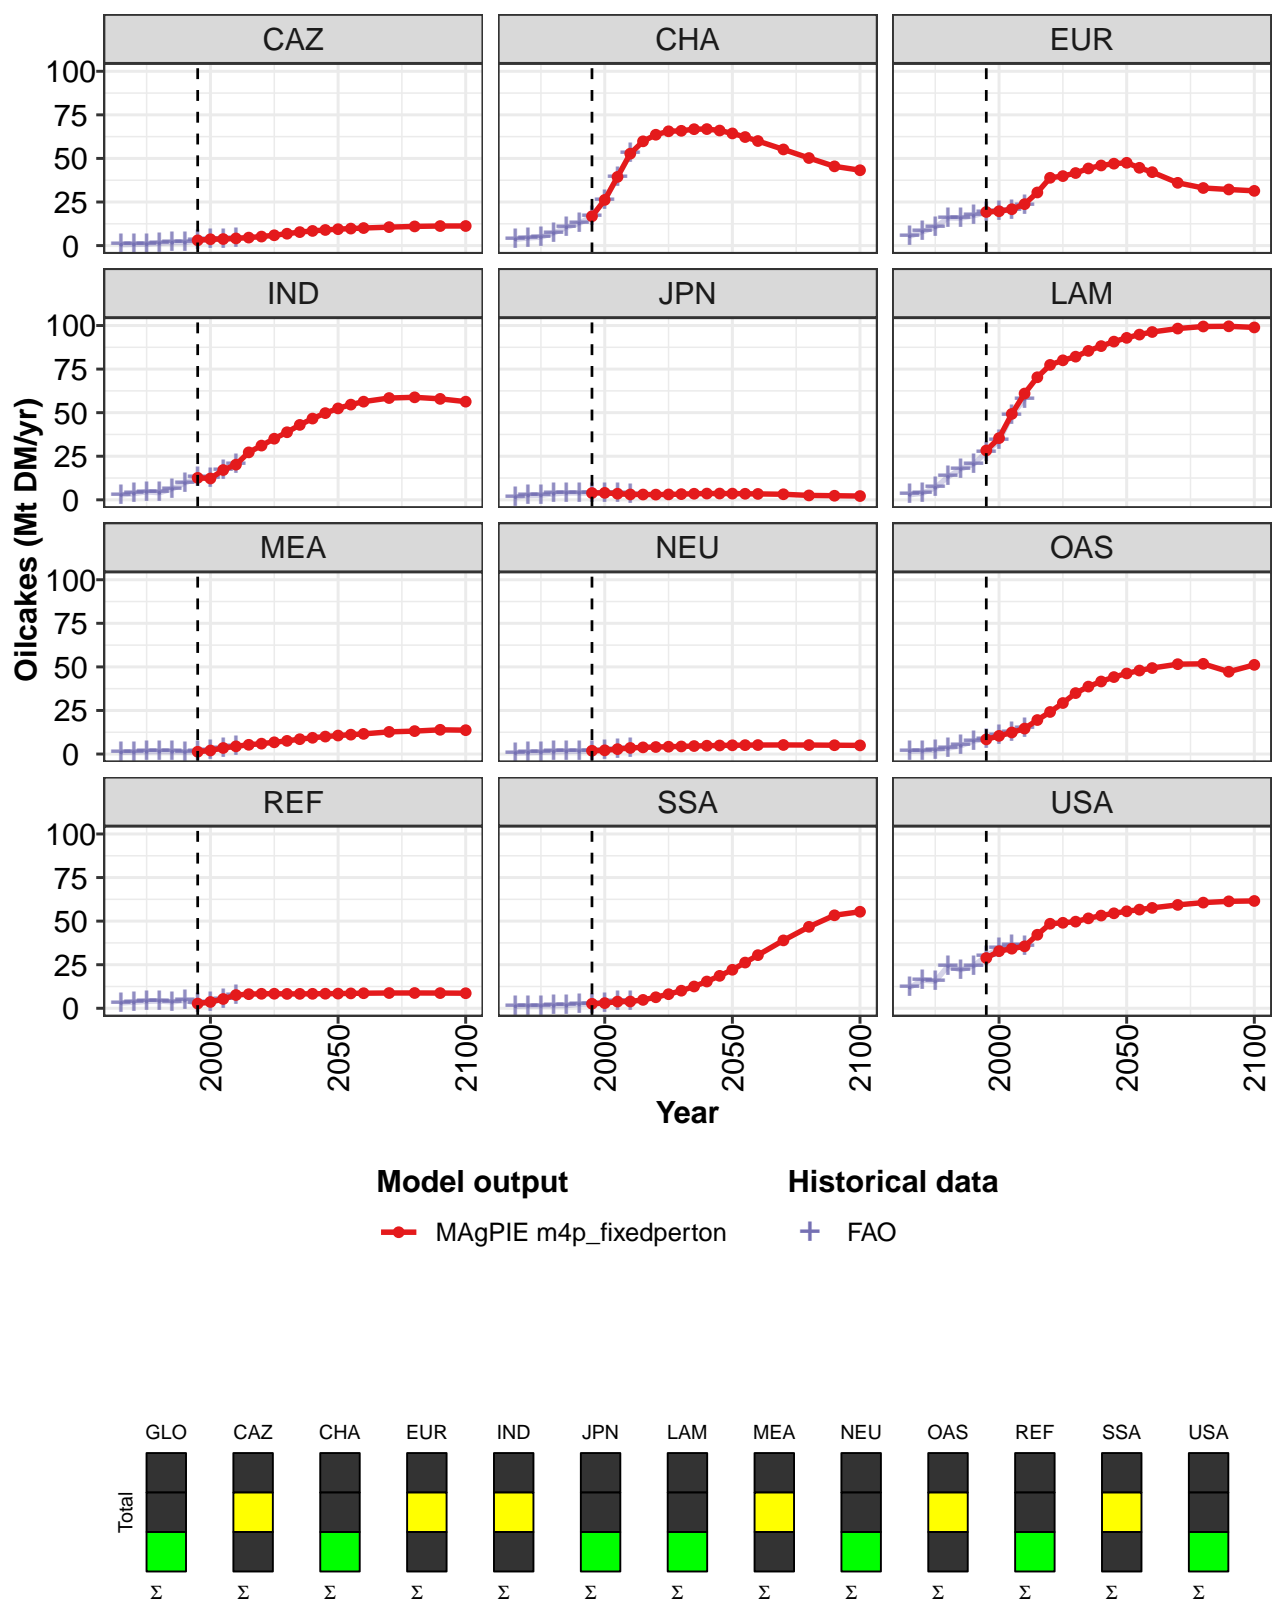 CAZ CHA EUR
100
75
50
25
0
IND JPN LAM
100
75
50
25
0
MEA NEU OAS
100
75
50
25
0
REF SSA USA
100
75
50
25
0
Oilcakes (Mt DM/yr)
2000 2050 2100 2000 2050 2100 2000 2050 2100
Year
Model output Historical data
MAgPIE m4p_fixedperton FAO
GLO CAZ CHA EUR IND JPN LAM MEA NEU OAS REF SSA USA
Total
Σ Σ Σ Σ Σ Σ Σ Σ Σ Σ Σ Σ Σ